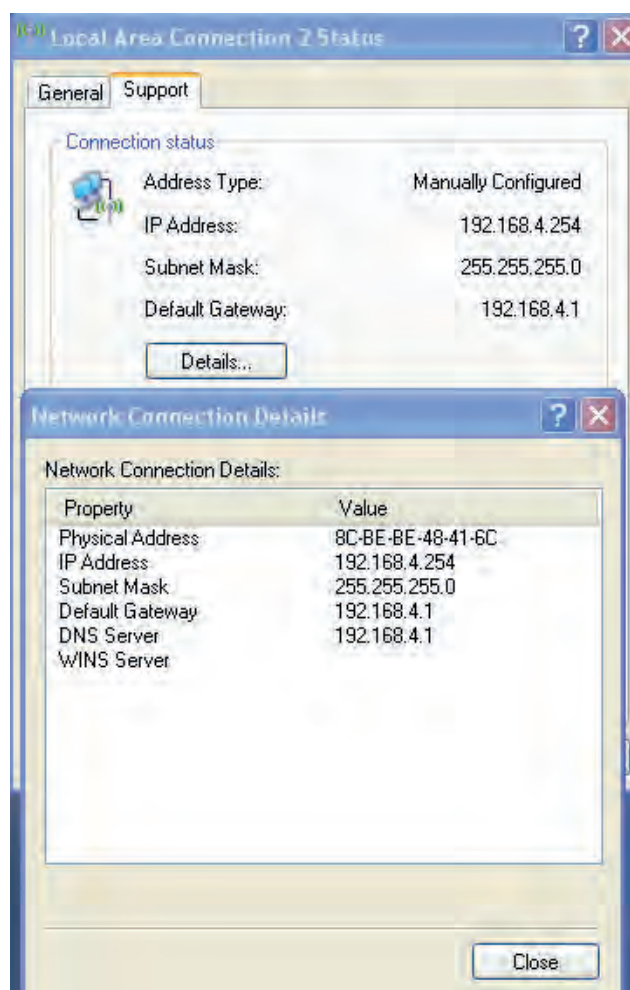 Local Area Connection 2 Status
General Support
Connection status
Address Type: Manually Configured
IP Address: 192.168.4.254
Subnet Mask: 255.255.255.0
Default Gateway: 192.168.4.1
Details...
Network Connection Details
Network Connection Details:
Property Value
Physical Address 8C-BE-BE-48-41-6C
IP Address 192.168.4.254
Subnet Mask 255.255.255.0
Default Gateway 192.168.4.1
DNS Server 192.168.4.1
WINS Server
Close